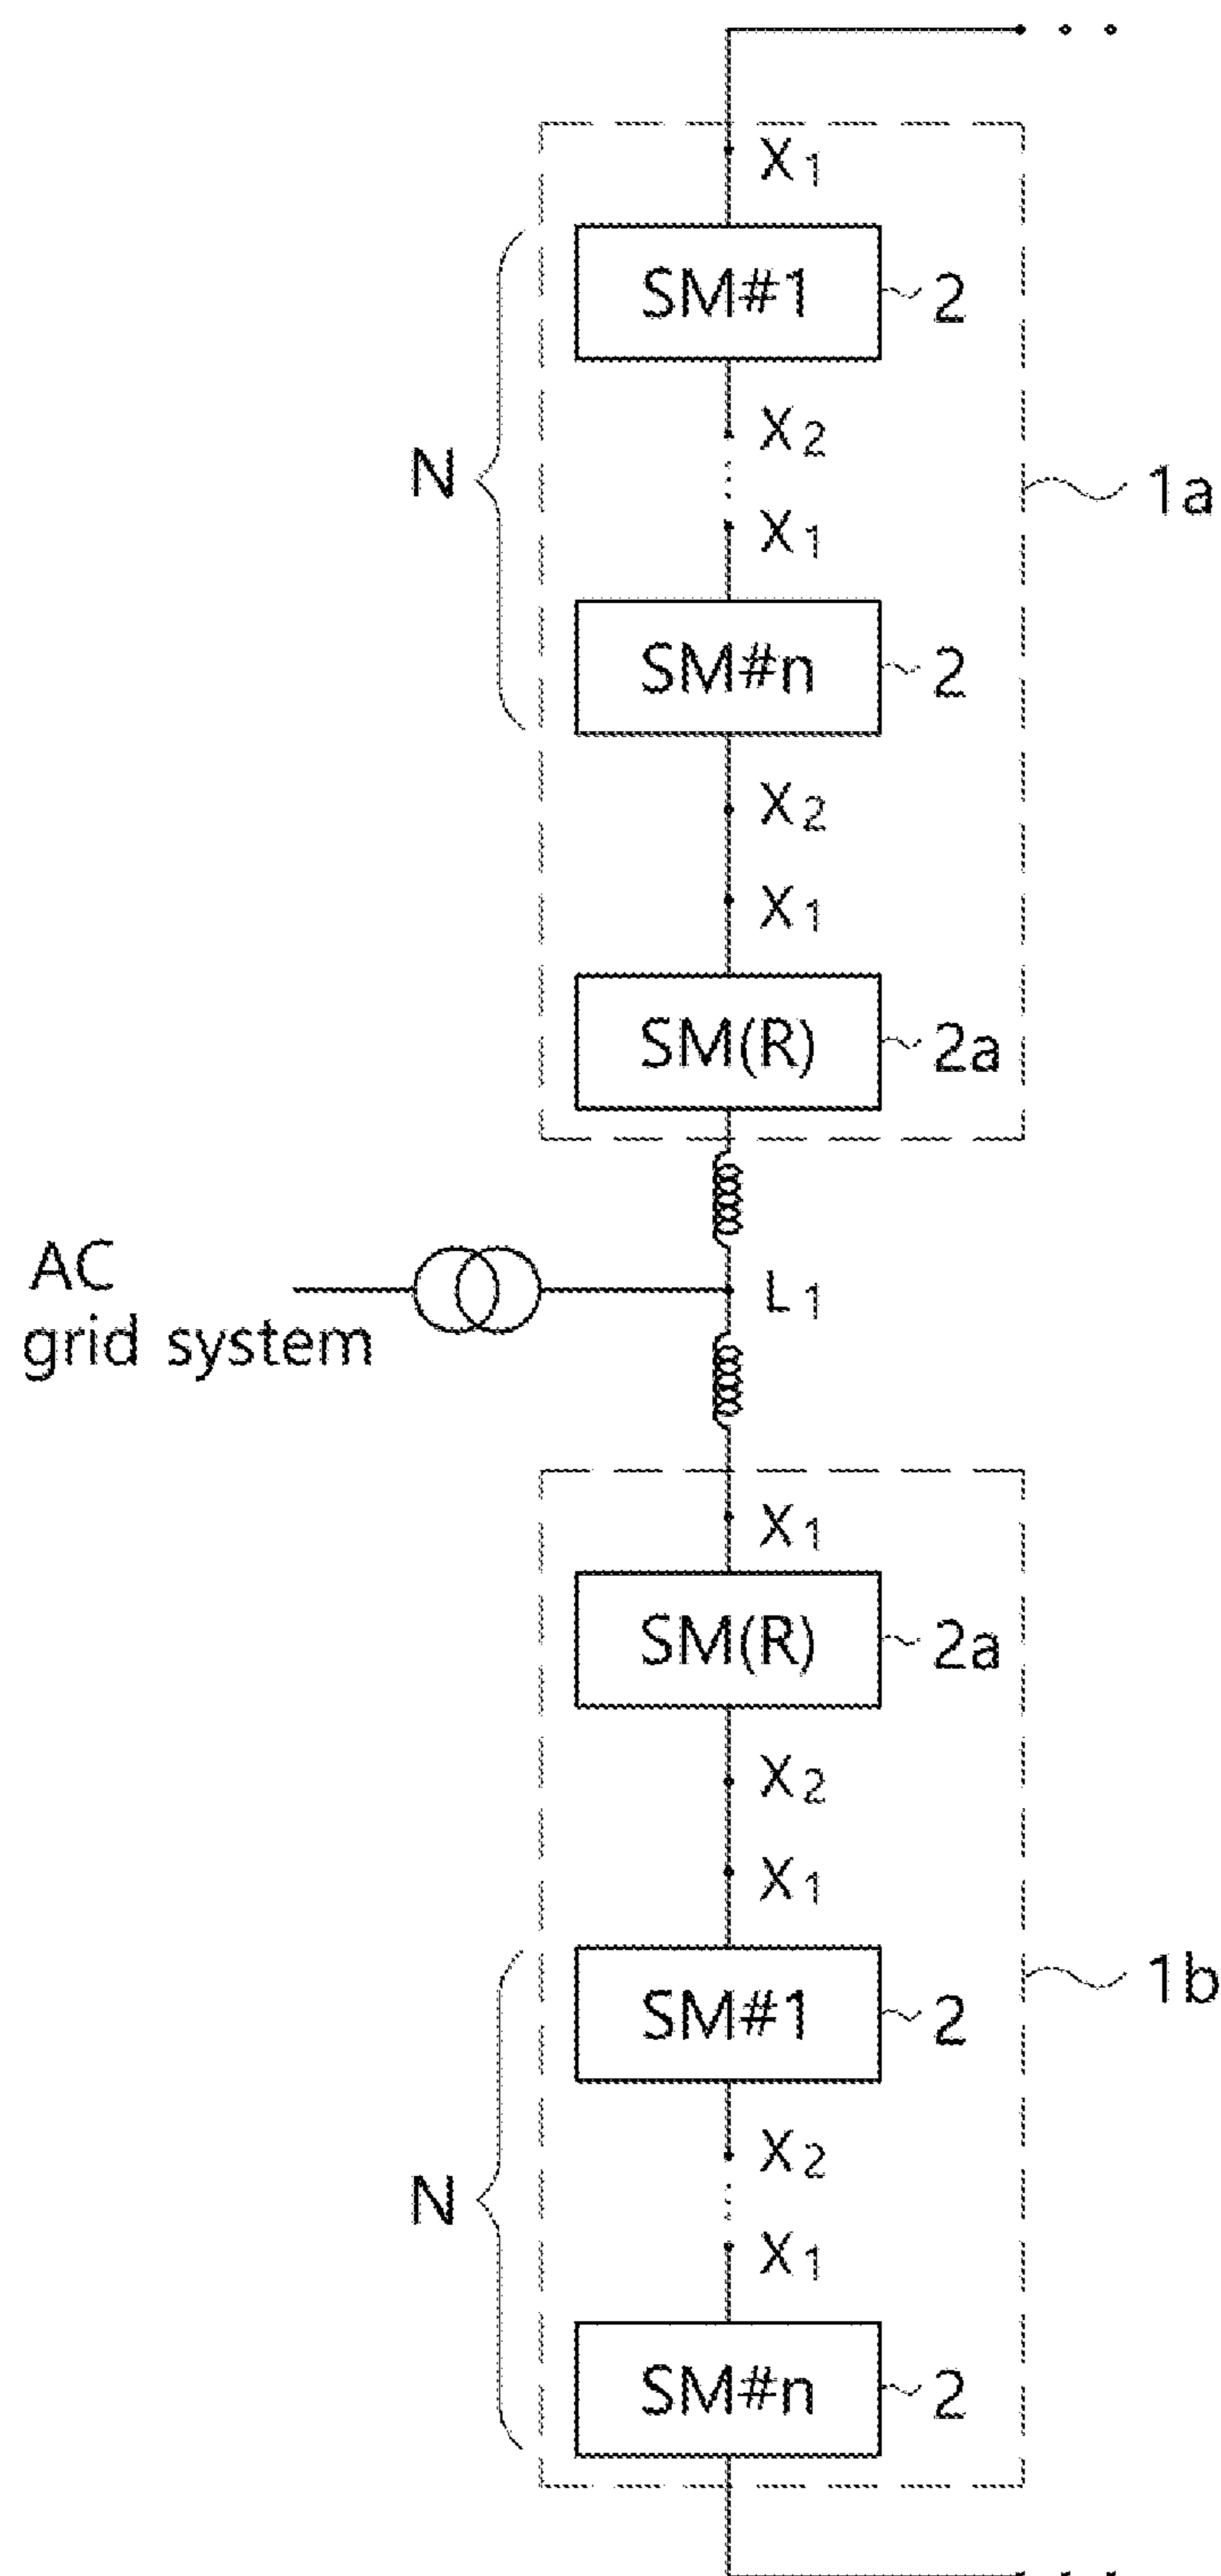 X1
SM#1 2
X2
N
1a
X1
SM#n 2
X2
X1
SM(R) 2a
AC
grid system
L1
X1
SM(R) 2a
X2
X1
1b
SM#1 2
X2
N
X1
SM#n 2